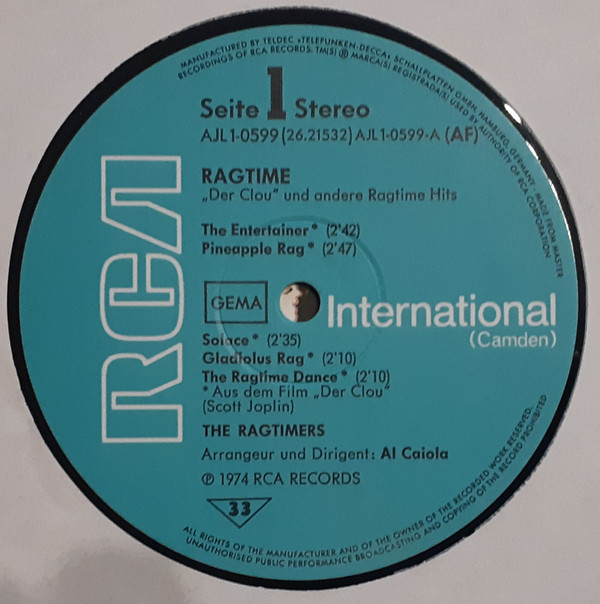 MANUFACTURED BY TELDEC »TELEFUNKEN-DECCA« SCHALLPLATTEN GMBH, HAMBURG, GERMANY · MADE FROM MASTER
RECORDINGS OF RCA RECORDS. TM(S) ® MARCA(S) REGISTRADA(S) USED BY AUTHORITY OF RCA CORPORATION
Seite 1 Stereo
AJL1-0599 (26.21532) AJL1-0599-A (AF)
RAGTIME
„Der Clou” und andere Ragtime Hits
The Entertainer* (2'42)
Pineapple Rag* (2'47)
RCA
GEMA
International
(Camden)
Solace* (2'35)
Gladiolus Rag* (2'10)
The Ragtime Dance* (2'10)
* Aus dem Film „Der Clou”
(Scott Joplin)
THE RAGTIMERS
Arrangeur und Dirigent: Al Caiola
℗ 1974 RCA RECORDS
33
ALL RIGHTS OF THE MANUFACTURER AND OF THE OWNER OF THE RECORDED WORK RESERVED.
UNAUTHORISED PUBLIC PERFORMANCE BROADCASTING AND COPYING OF THE RECORD PROHIBITED